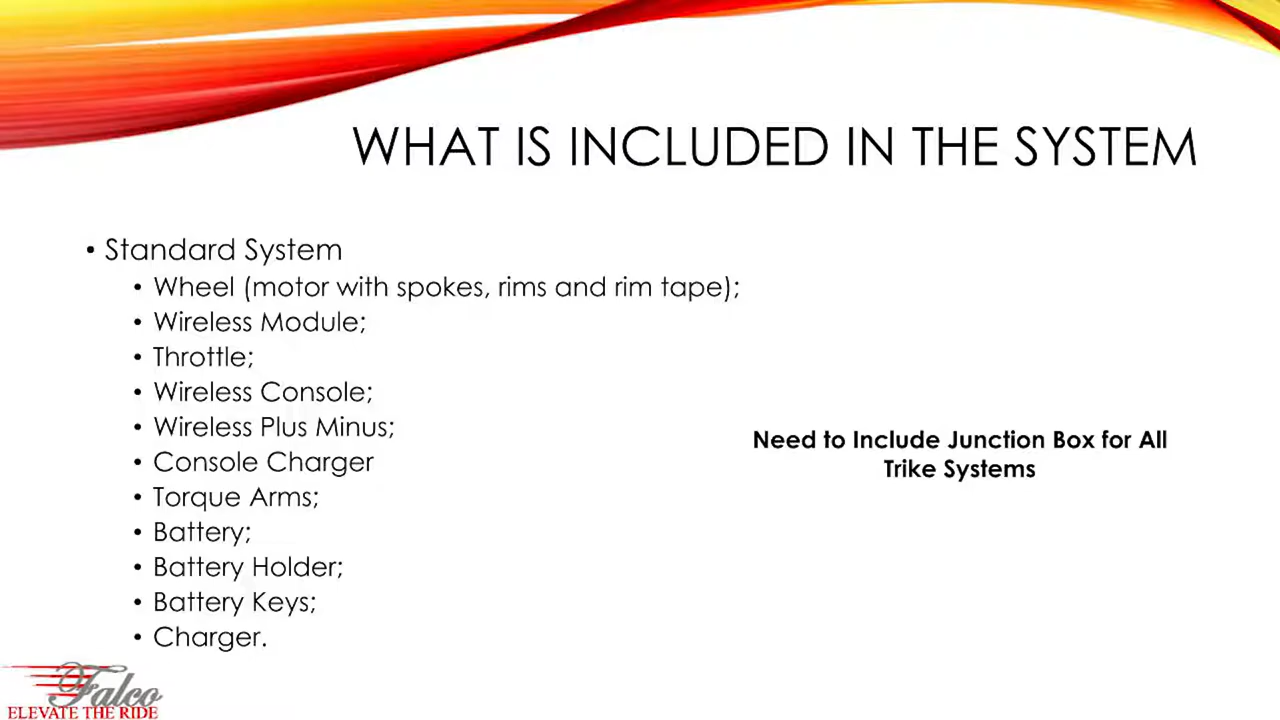 WHAT IS INCLUDED IN THE SYSTEM
• Standard System
• Wheel (motor with spokes, rims and rim tape);
• Wireless Module;
• Throttle;
• Wireless Console;
• Wireless Plus Minus;
• Console Charger
• Torque Arms;
• Battery;
• Battery Holder;
• Battery Keys;
• Charger.
Need to Include Junction Box for All
Trike Systems
Falco
ELEVATE THE RIDE